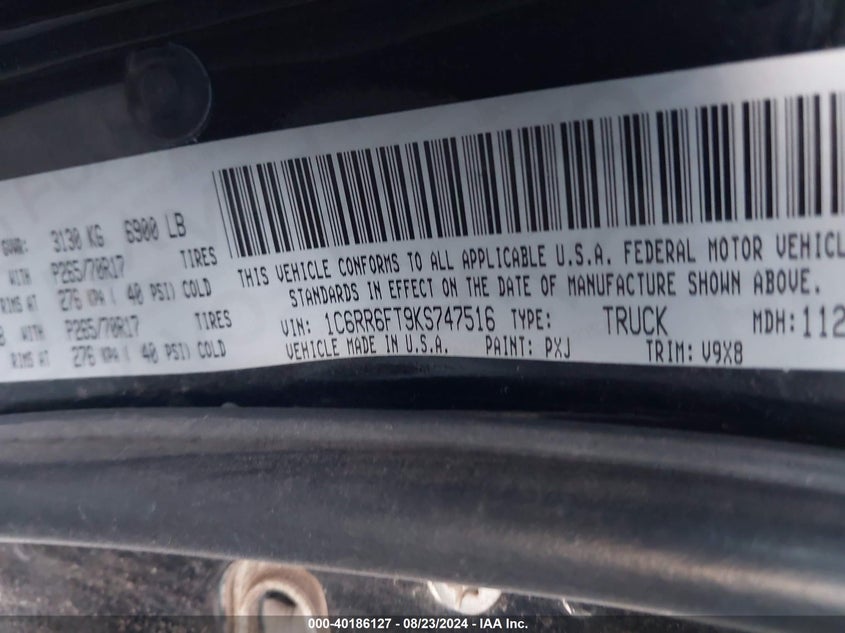 GVWR: 3130 KG 6900 LB
WITH P265/70R17 TIRES
RIMS AT 276 KPA ( 40 PSI) COLD
WITH P265/70R17 TIRES
RIMS AT 276 KPA ( 40 PSI) COLD
THIS VEHICLE CONFORMS TO ALL APPLICABLE U.S.A. FEDERAL MOTOR VEHICL
STANDARDS IN EFFECT ON THE DATE OF MANUFACTURE SHOWN ABOVE.
VIN: 1C6RR6FT9KS747516 TYPE: TRUCK MDH: 112
VEHICLE MADE IN U.S.A. PAINT: PXJ TRIM: V9X8
000-40186127 - 08/23/2024 - IAA Inc.